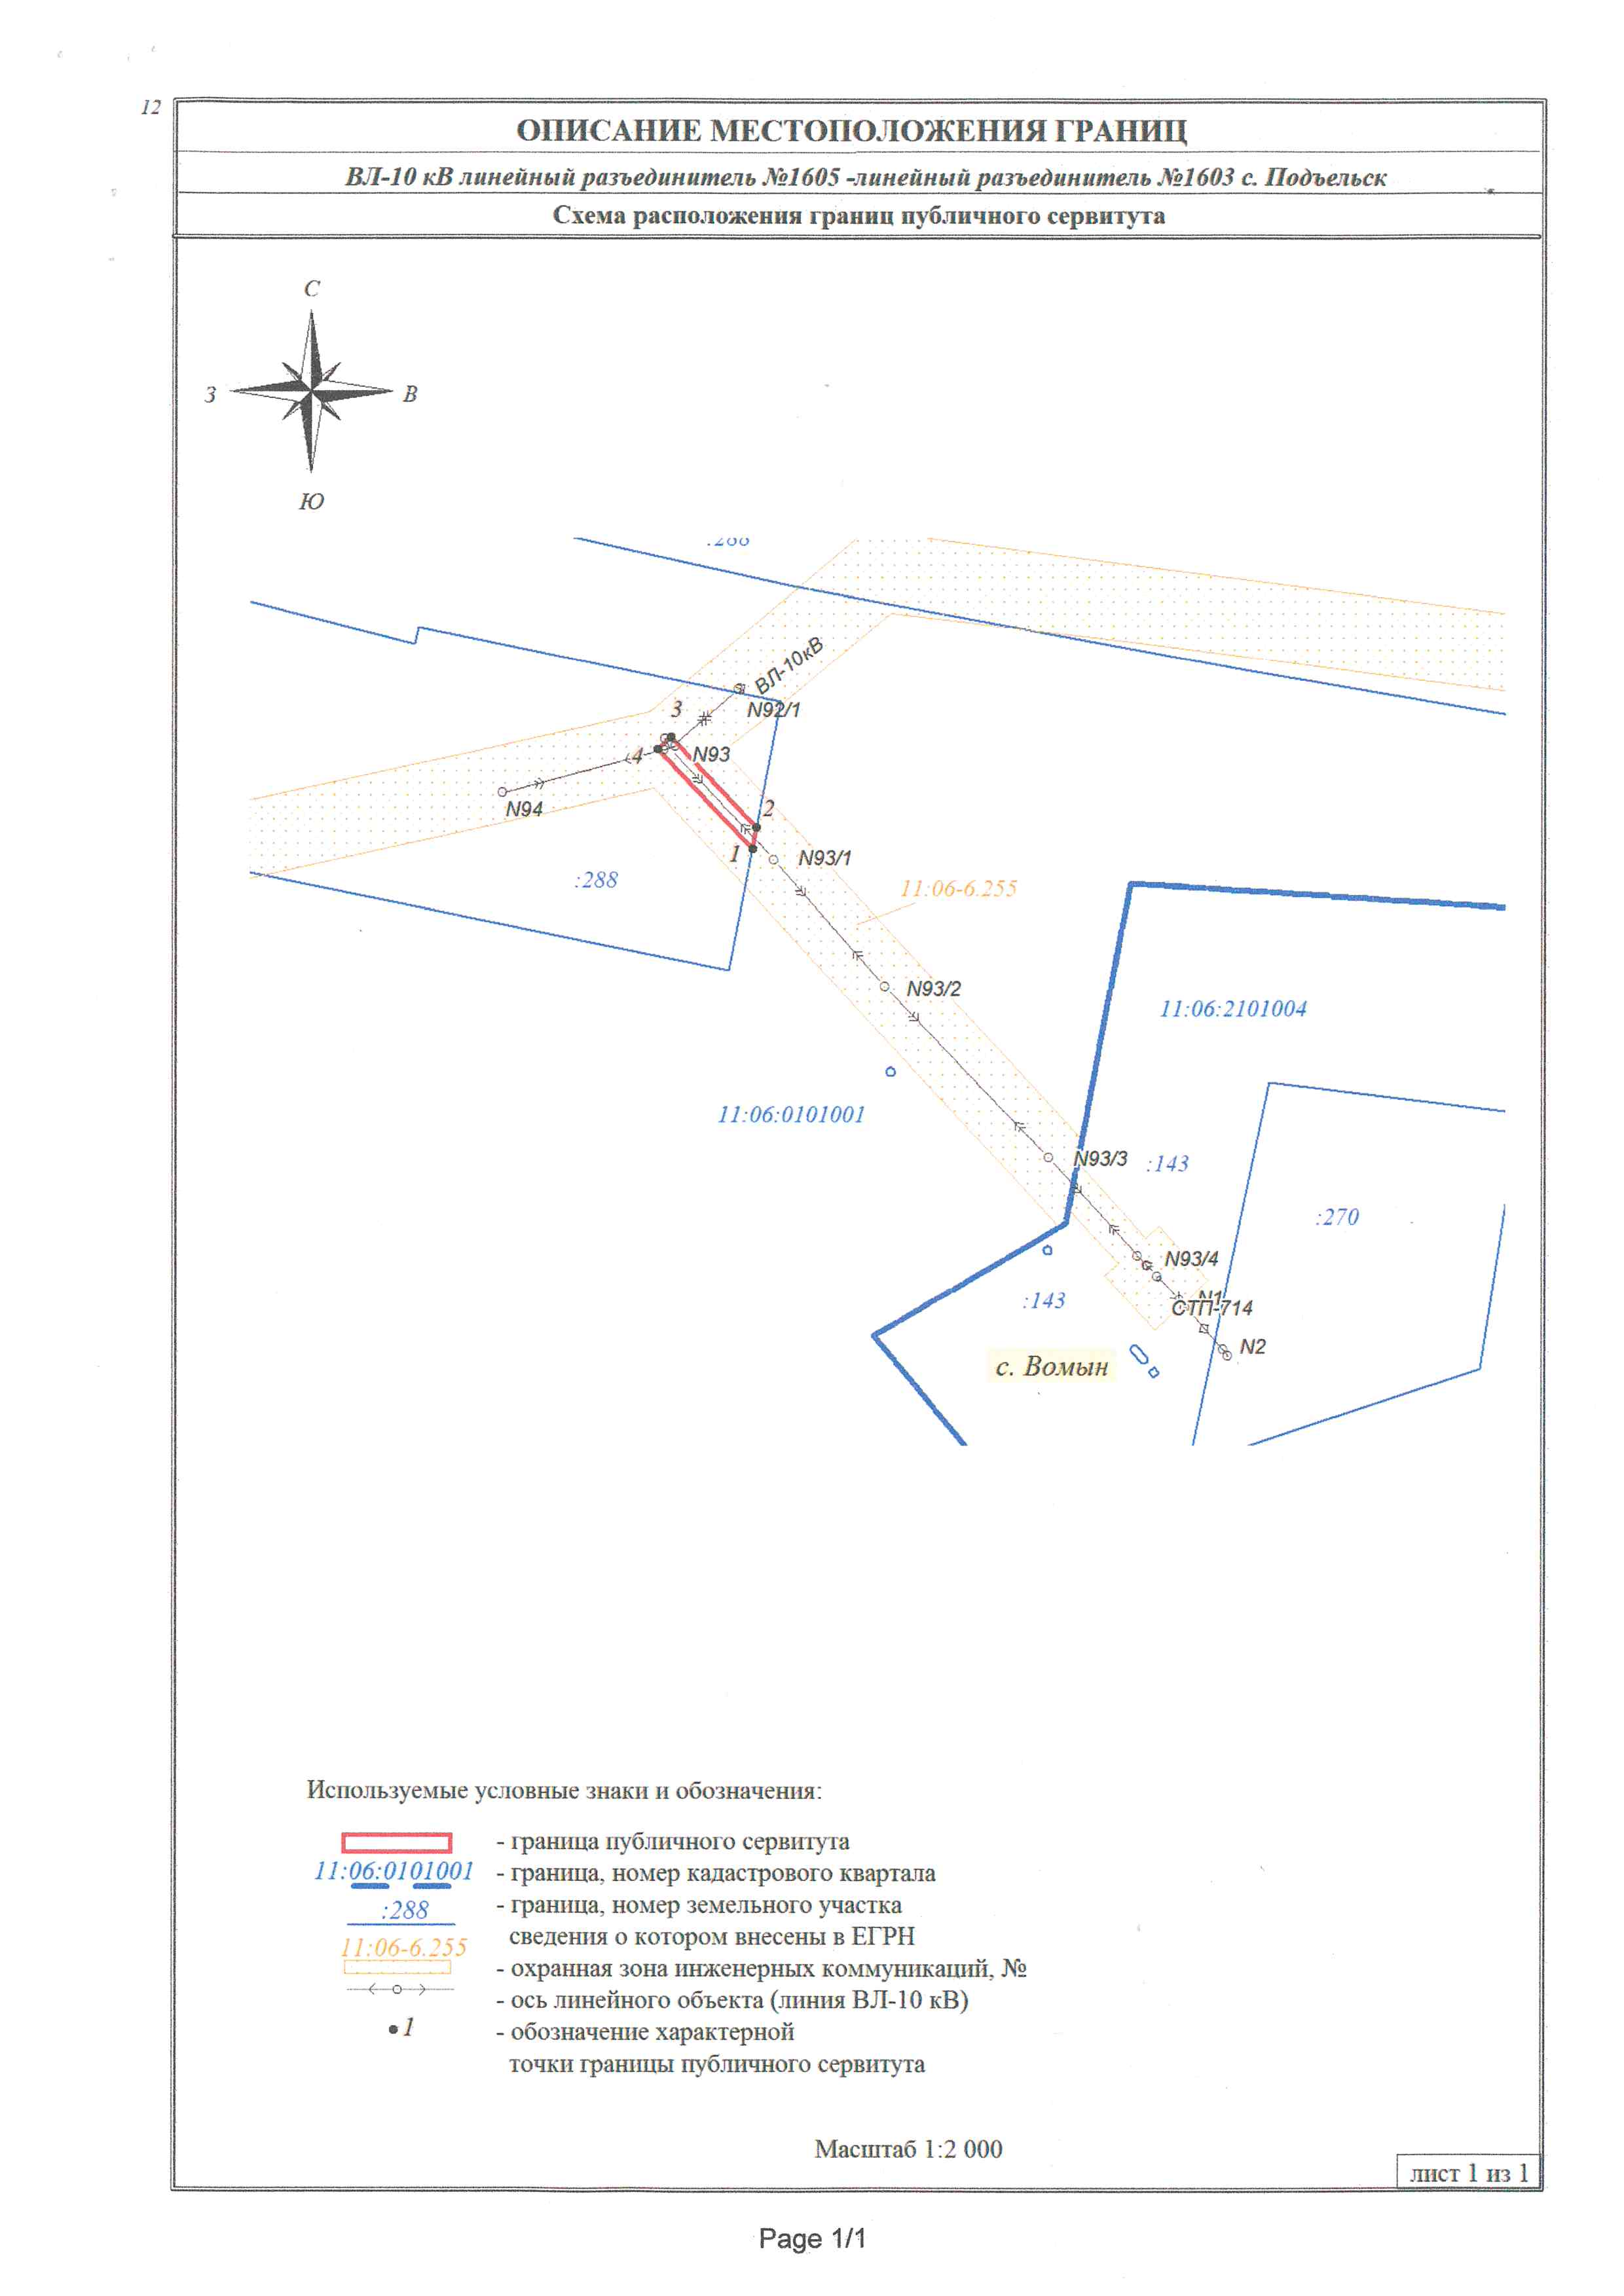 12
ОПИСАНИЕ МЕСТОПОЛОЖЕНИЯ ГРАНИЦ
ВЛ-10 кВ линейный разъединитель №1605 -линейный разъединитель №1603 с. Подъельск
Схема расположения границ публичного сервитута
С
З
В
Ю
ВЛ-10кВ
N92/1
3
4
N93
N94
2
1
N93/1
:288
11:06-6.255
N93/2
11:06:2101004
11:06:0101001
N93/3
:143
:270
N93/4
:143
N1
СТП-714
N2
с. Вомын
Используемые условные знаки и обозначения:
- граница публичного сервитута
11:06:0101001 - граница, номер кадастрового квартала
:288 - граница, номер земельного участка
сведения о котором внесены в ЕГРН
11:06-6.255
- охранная зона инженерных коммуникаций, №
- ось линейного объекта (линия ВЛ-10 кВ)
1 - обозначение характерной
точки границы публичного сервитута
Масштаб 1:2 000
лист 1 из 1
Page 1/1